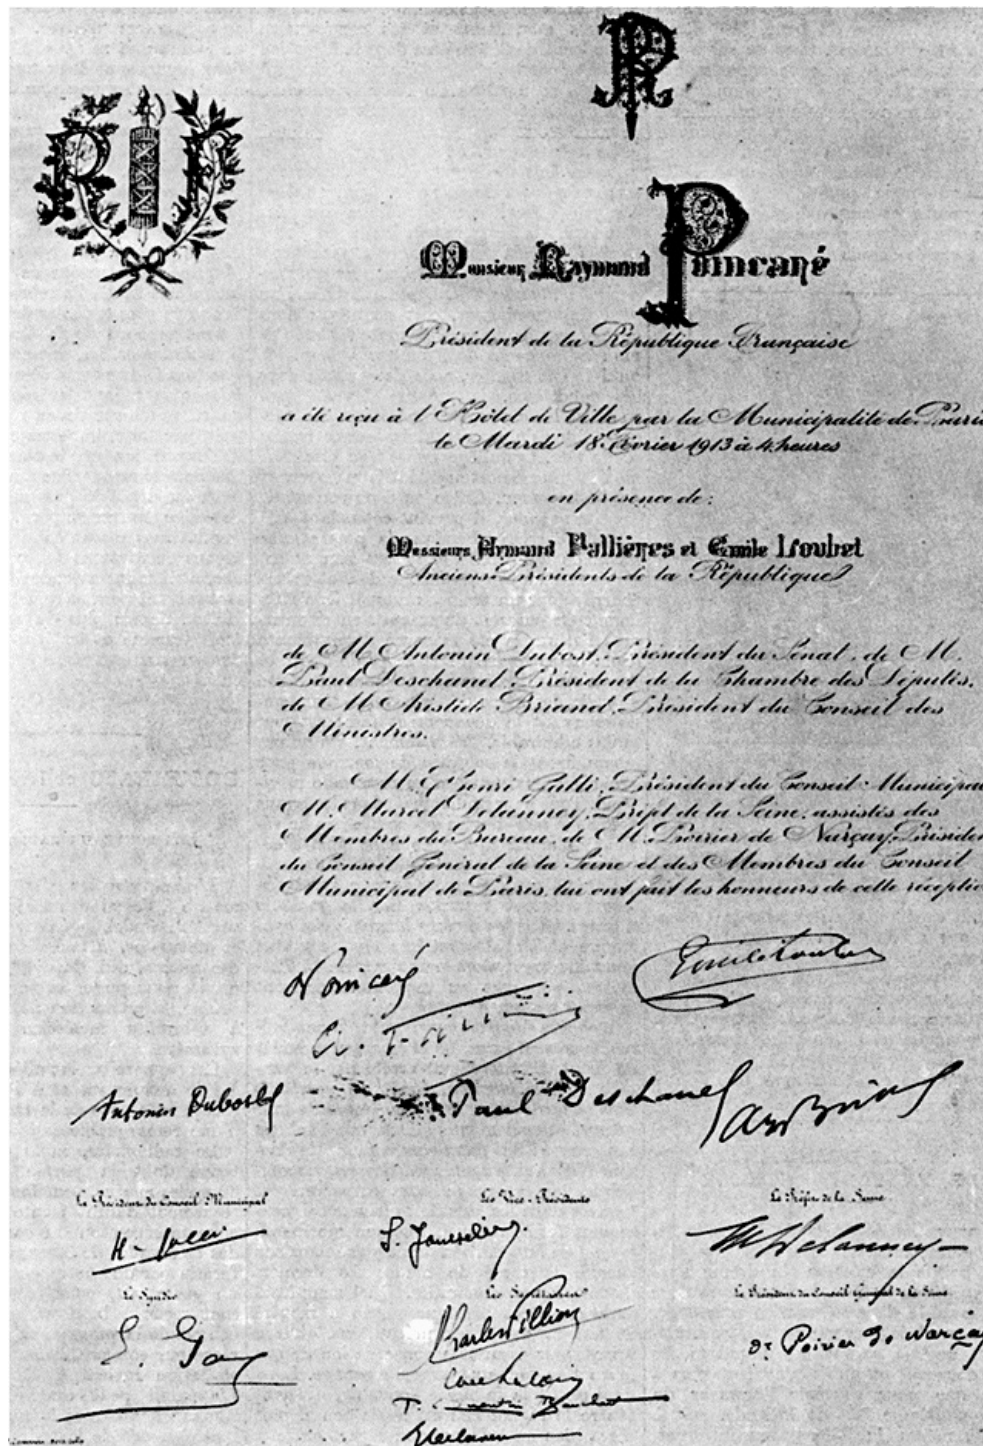 RP
R F
Monsieur Raymond Poincaré
Président de la République Française
a été reçu à l'Hôtel de Ville par la Municipalité de Paris
le Mardi 18 Février 1913 à 4 heures
en présence de:
Messieurs Armand Fallières et Emile Loubet
Anciens Présidents de la République
de M. Antonin Dubost, Président du Sénat, de M.
Paul Deschanel, Président de la Chambre des Députés,
de M. Aristide Briand, Président du Conseil des
Ministres.
M. Henri Galli, Président du Conseil Municipal
M. Marcel Delanney, Préfet de la Seine, assistés des
Membres du Bureau, de M. Poirier de Narçay, Président
du Conseil Général de la Seine et des Membres du Conseil
Municipal de Paris, lui ont fait les honneurs de cette réception
Poincaré
Emile Loubet
A. Fallières
Antonin Dubost
Paul Deschanel
Ar Briand
Le Président du Conseil Municipal
Les Vice-Présidents
Le Préfet de la Seine
H. Galli
M Delanney
Le Syndic
Les Secrétaires
Le Président du Conseil Général de la Seine
E. Gay
Dr Poirier de Narçay